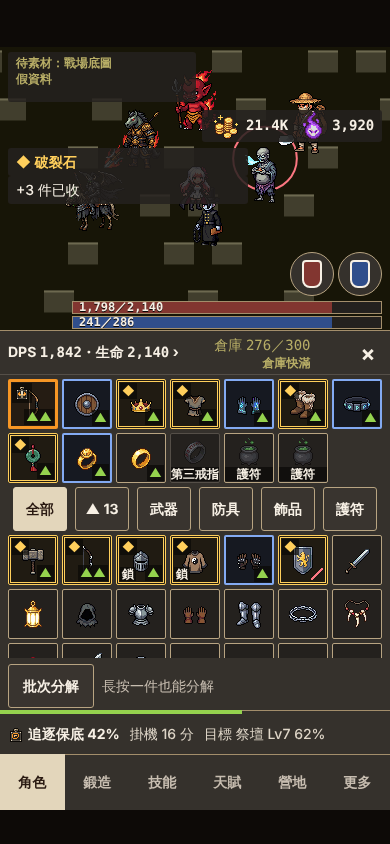 待素材：戰場底圖
假資料
21.4K
3,920
◆ 破裂石
+3 件已收
1,798／2,140
241／286
DPS 1,842・生命 2,140 ›
倉庫 276／300
倉庫快滿
×
第三戒指
護符
護符
全部
▲ 13
武器
防具
飾品
護符
鎖
鎖
批次分解
長按一件也能分解
追逐保底 42%
掛機 16 分
目標 祭壇 Lv7 62%
角色
鍛造
技能
天賦
營地
更多